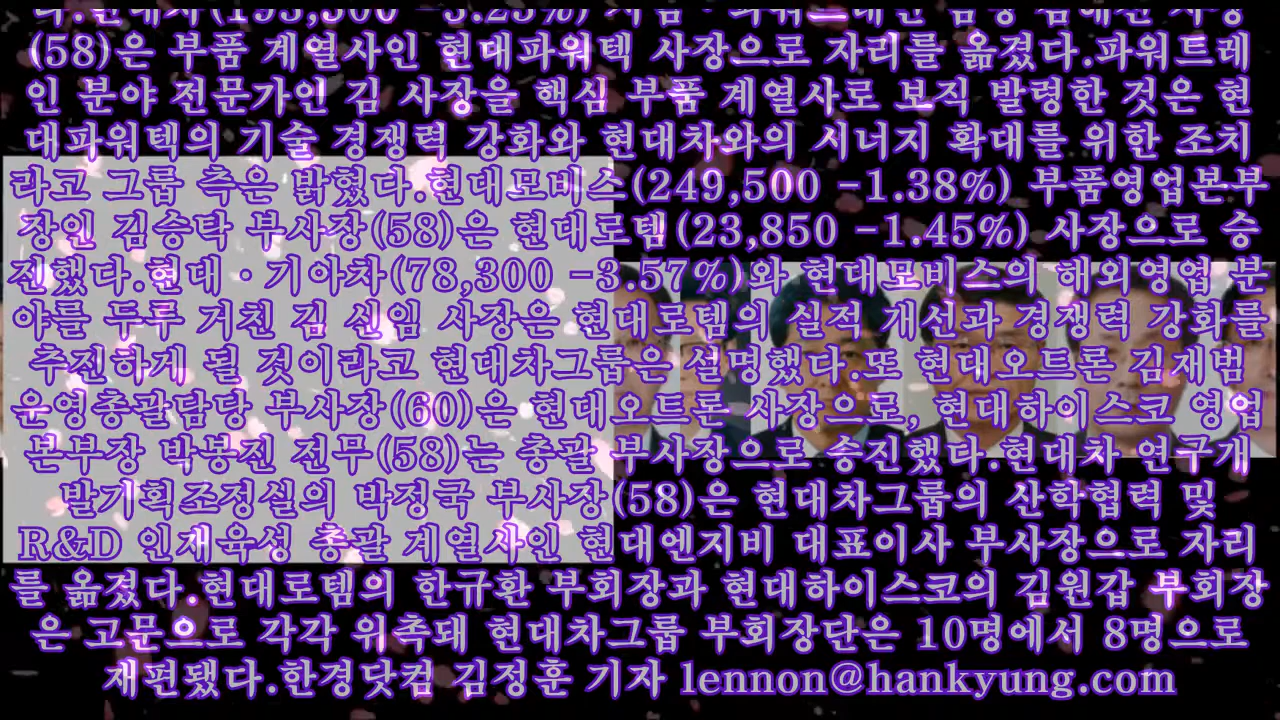 (58)은 부품 계열사인 현대파워텍 사장으로 자리를 옮겼다.파워트레
인 분야 전문가인 김 사장을 핵심 부품 계열사로 보직 발령한 것은 현
대파워텍의 기술 경쟁력 강화와 현대차와의 시너지 확대를 위한 조치
라고 그룹 측은 밝혔다.현대모비스(249,500 -1.38%) 부품영업본부
장인 김승탁 부사장(58)은 현대로템(23,850 -1.45%) 사장으로 승
진했다.현대·기아차(78,300 -3.57%)와 현대모비스의 해외영업 분
야를 두루 거친 김 신임 사장은 현대로템의 실적 개선과 경쟁력 강화를
추진하게 될 것이라고 현대차그룹은 설명했다.또 현대오트론 김재범
운영총괄담당 부사장(60)은 현대오트론 사장으로, 현대하이스코 영업
본부장 박봉진 전무(58)는 총괄 부사장으로 승진했다.현대차 연구개
발기획조정실의 박정국 부사장(58)은 현대차그룹의 산학협력 및
R&D 인재육성 총괄 계열사인 현대엔지비 대표이사 부사장으로 자리
를 옮겼다.현대로템의 한규환 부회장과 현대하이스코의 김원갑 부회장
은 고문으로 각각 위촉돼 현대차그룹 부회장단은 10명에서 8명으로
재편됐다.한경닷컴 김정훈 기자 lennon@hankyung.com